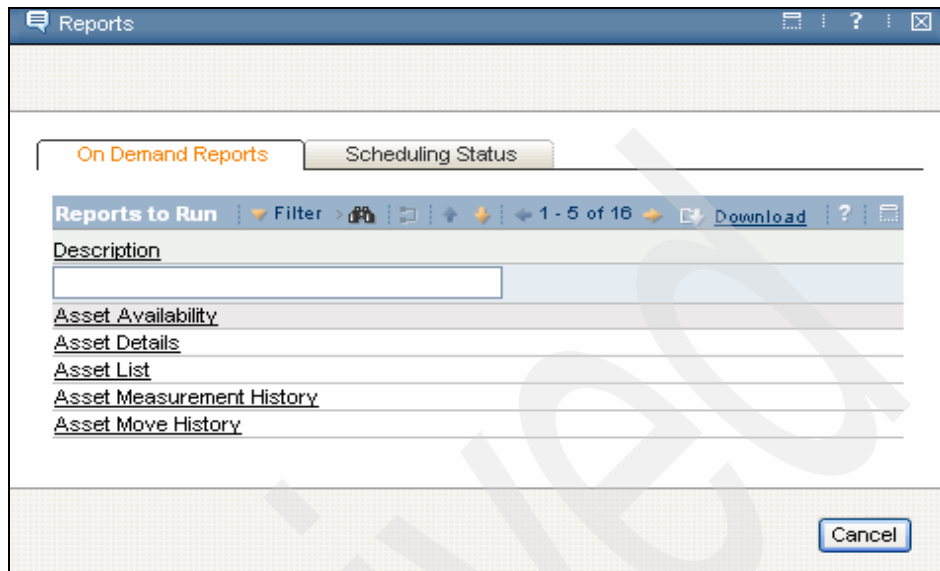 Reports ?
On Demand Reports Scheduling Status
Reports to Run Filter > 1 - 5 of 16 Download ?
Description
Asset Availability
Asset Details
Asset List
Asset Measurement History
Asset Move History
Cancel
ived